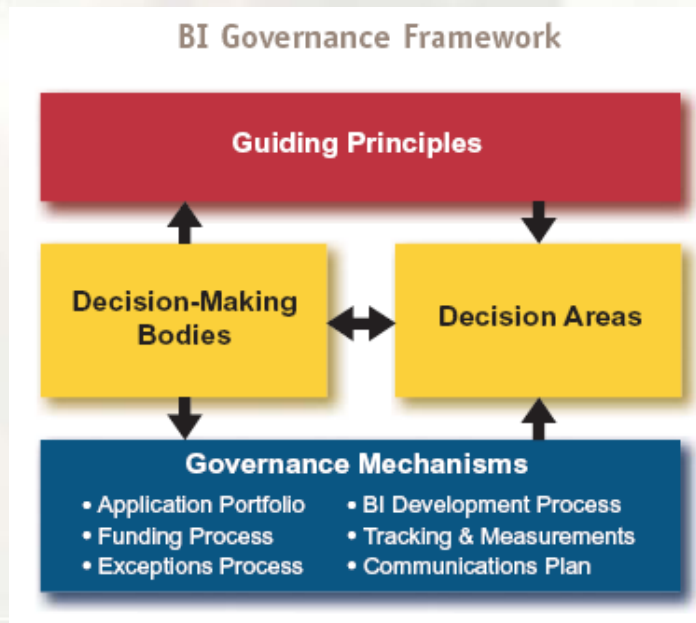 BI Governance Framework
Guiding Principles
Decision-Making
Bodies
Decision Areas
Governance Mechanisms
• Application Portfolio
• Funding Process
• Exceptions Process
• BI Development Process
• Tracking & Measurements
• Communications Plan